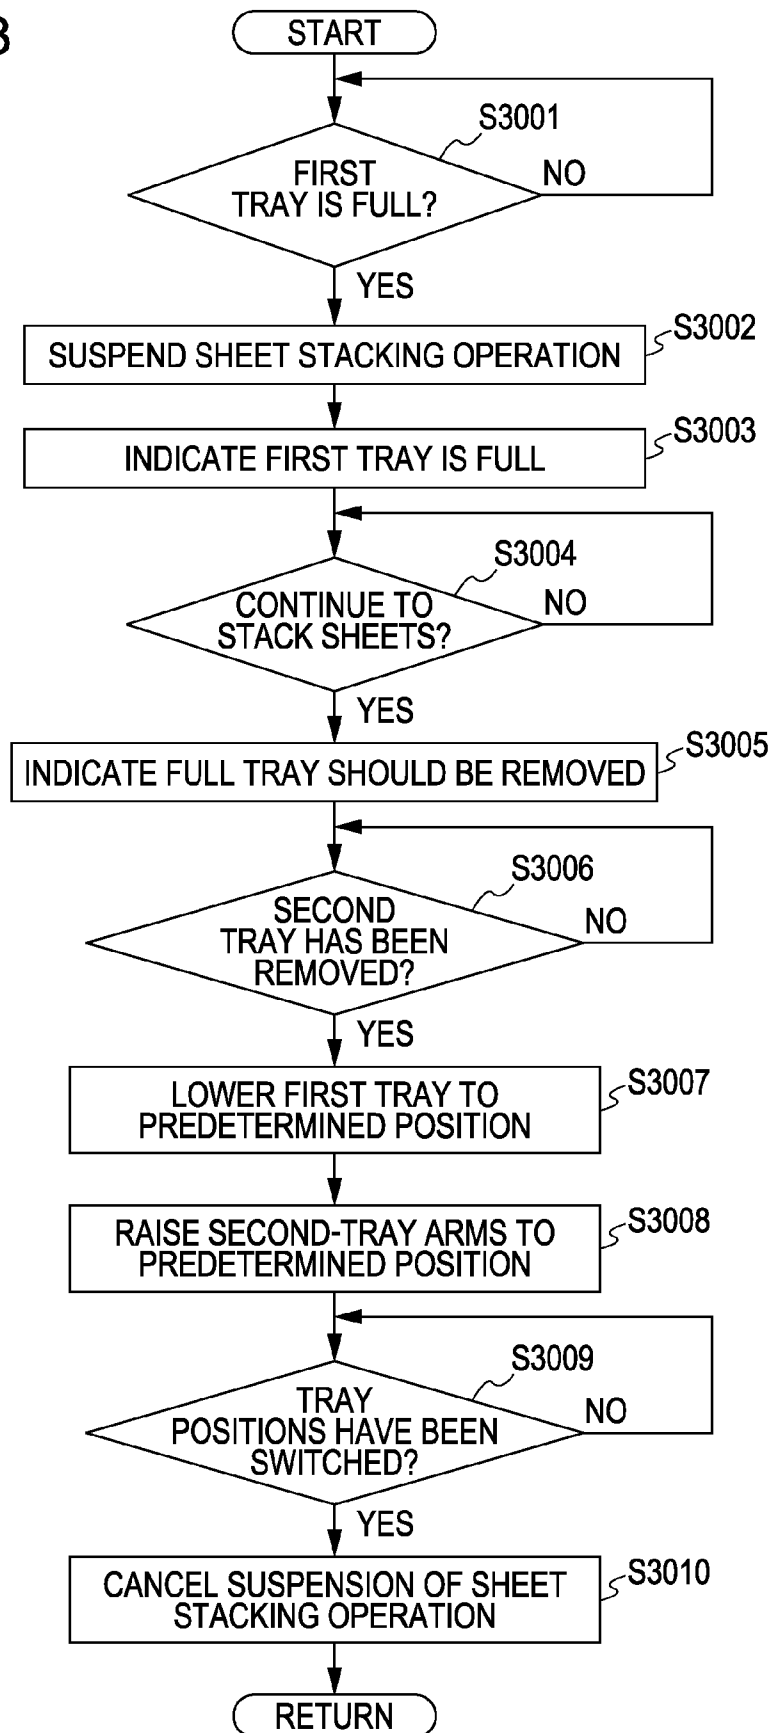 START
S3001
FIRST
TRAY IS FULL?
NO
YES
S3002
SUSPEND SHEET STACKING OPERATION
S3003
INDICATE FIRST TRAY IS FULL
S3004
CONTINUE TO
STACK SHEETS?
NO
YES
S3005
INDICATE FULL TRAY SHOULD BE REMOVED
S3006
SECOND
TRAY HAS BEEN
REMOVED?
NO
YES
S3007
LOWER FIRST TRAY TO
PREDETERMINED POSITION
S3008
RAISE SECOND-TRAY ARMS TO
PREDETERMINED POSITION
S3009
TRAY
POSITIONS HAVE BEEN
SWITCHED?
NO
YES
S3010
CANCEL SUSPENSION OF SHEET
STACKING OPERATION
RETURN